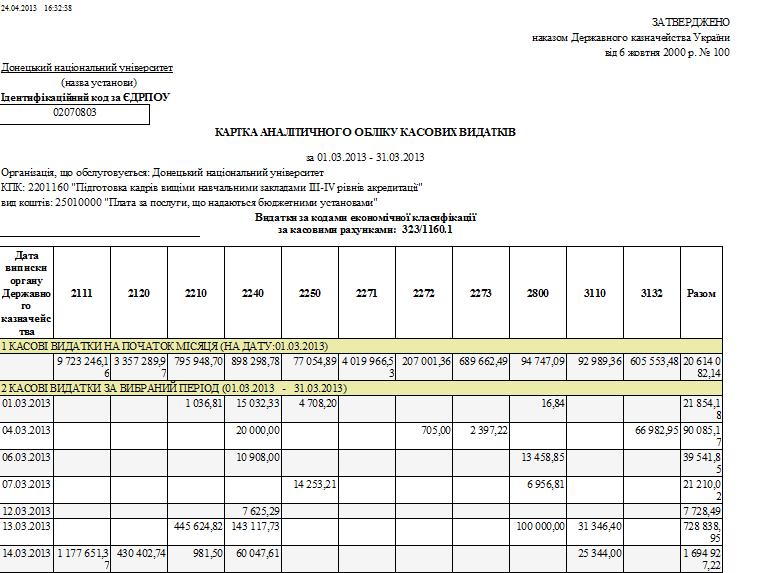 24.04.2013 16:32:38
ЗАТВЕРДЖЕНО
наказом Державного казначейства України
від 6 жовтня 2000 р. № 100
Донецький національний університет
(назва установи)
Ідентифікаційний код за ЄДРПОУ
02070803
КАРТКА АНАЛІТИЧНОГО ОБЛІКУ КАСОВИХ ВИДАТКІВ
за 01.03.2013 - 31.03.2013
Організація, що обслуговується: Донецький національний університет
КПК: 2201160 "Підготовка кадрів вищіми навчальними закладами III-IV рівнів акредитації"
вид коштів: 25010000 "Плата за послуги, що надаються бюджетними установами"
Видатки за кодами економічної класифікації
за касовими рахунками: 323/1160.1
Дата виписки органу Державного казначейства 2111 2120 2210 2240 2250 2271 2272 2273 2800 3110 3132 Разом
1 КАСОВІ ВИДАТКИ НА ПОЧАТОК МІСЯЦЯ (НА ДАТУ:01.03.2013)
9 723 246,16 3 357 289,97 795 948,70 898 298,78 77 054,89 4 019 966,53 207 001,36 689 662,49 94 747,09 92 989,36 605 553,48 20 614 082,14
2 КАСОВІ ВИДАТКИ ЗА ВИБРАНИЙ ПЕРІОД (01.03.2013 - 31.03.2013)
01.03.2013 1 036,81 15 032,33 4 708,20 16,84 21 854,18
04.03.2013 20 000,00 705,00 2 397,22 66 982,95 90 085,17
06.03.2013 10 908,00 13 458,85 39 541,85
07.03.2013 14 253,21 6 956,81 21 210,02
12.03.2013 7 625,29 7 728,49
13.03.2013 445 624,82 143 117,73 100 000,00 31 346,40 728 838,95
14.03.2013 1 177 651,37 430 402,74 981,50 60 047,61 25 344,00 1 694 927,22